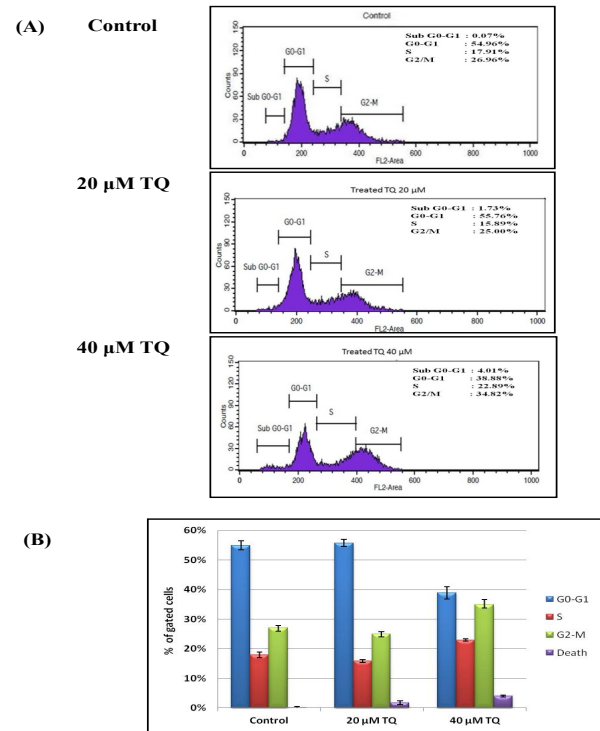 (A)
Control
Control
Sub G0-G1 : 0.07%
G0-G1 : 54.96%
S : 17.91%
G2/M : 26.96%
G0-G1
S
Sub G0-G1
G2-M
Counts
0 30 60 90 120 150
0 200 400 600 800 1000
FL2-Area
20 µM TQ
Treated TQ 20 µM
Sub G0-G1 : 1.73%
G0-G1 : 55.76%
S : 15.89%
G2/M : 25.00%
G0-G1
S
Sub G0-G1
G2-M
Counts
0 30 60 90 120 150
0 200 400 600 800 1000
FL2-Area
40 µM TQ
Treated TQ 40 µM
Sub G0-G1 : 4.01%
G0-G1 : 38.88%
S : 22.89%
G2/M : 34.82%
G0-G1
S
Sub G0-G1
G2-M
Counts
0 30 60 90 120 150
0 200 400 600 800 1000
FL2-Area
(B)
% of gated cells
60%
50%
40%
30%
20%
10%
0%
Control 20 µM TQ 40 µM TQ
G0-G1
S
G2-M
Death